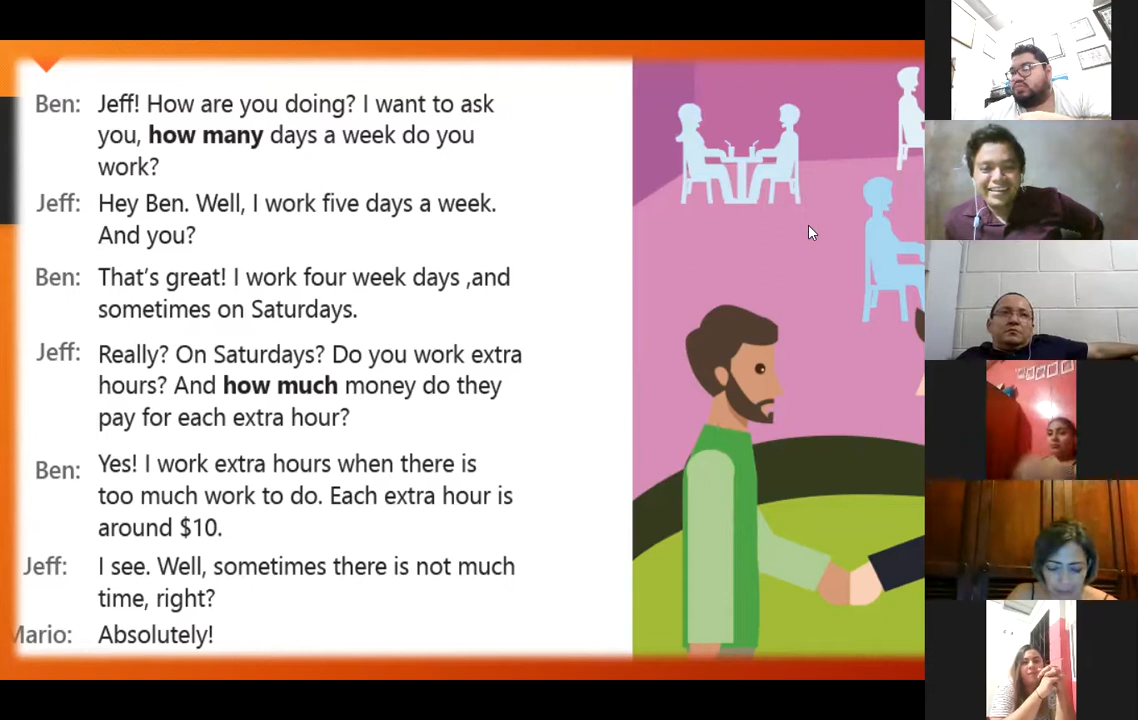 Ben: Jeff! How are you doing? I want to ask
you, how many days a week do you
work?
Jeff: Hey Ben. Well, I work five days a week.
And you?
Ben: That's great! I work four week days ,and
sometimes on Saturdays.
Jeff: Really? On Saturdays? Do you work extra
hours? And how much money do they
pay for each extra hour?
Ben: Yes! I work extra hours when there is
too much work to do. Each extra hour is
around $10.
Jeff: I see. Well, sometimes there is not much
time, right?
Mario: Absolutely!